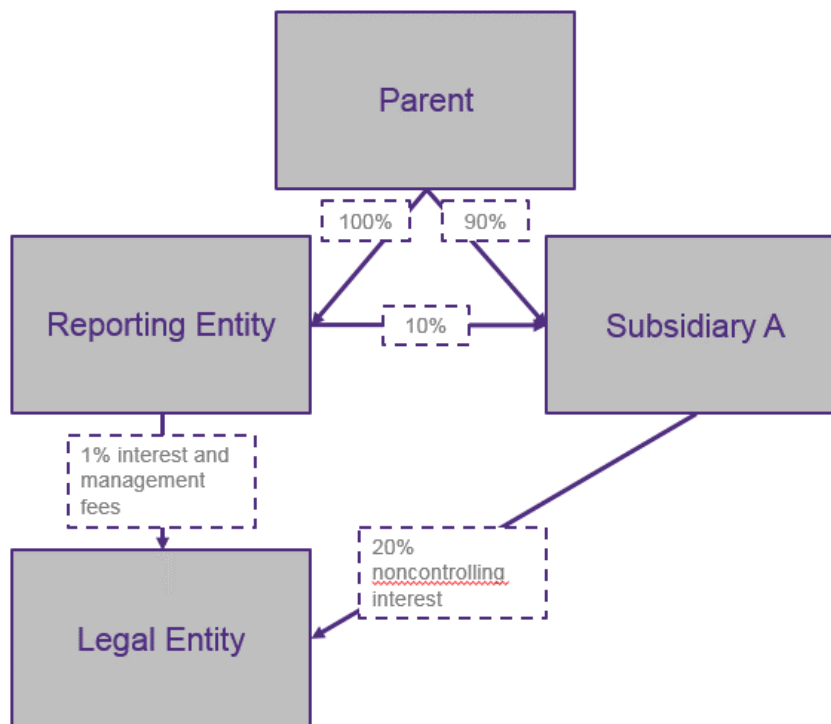 Parent
100%
90%
Reporting Entity
10%
Subsidiary A
1% interest and
management
fees
20%
noncontrolling
interest
Legal Entity